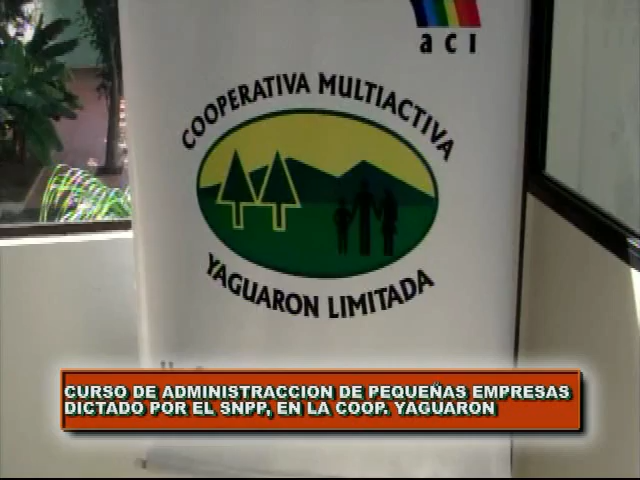 aci
COOPERATIVA MULTIACTIVA
YAGUARON LIMITADA
CURSO DE ADMINISTRACCION DE PEQUEÑAS EMPRESAS
DICTADO POR EL SNPP, EN LA COOP. YAGUARON